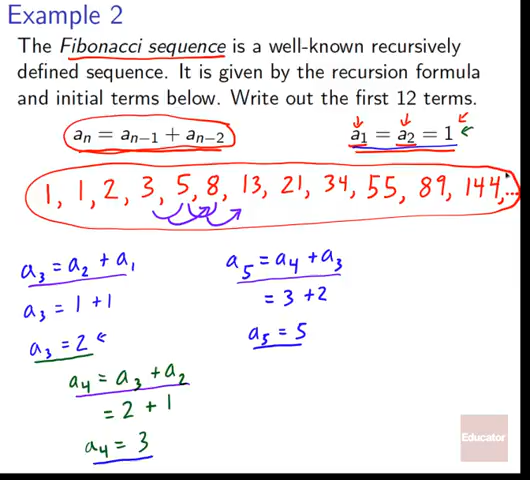 Example 2
The Fibonacci sequence is a well-known recursively
defined sequence. It is given by the recursion formula
and initial terms below. Write out the first 12 terms.
aₙ = aₙ₋₁ + aₙ₋₂ a₁ = a₂ = 1
1, 1, 2, 3, 5, 8, 13, 21, 34, 55, 89, 144,...
a₃ = a₂ + a₁
a₃ = 1 + 1
a₃ = 2
a₄ = a₃ + a₂
= 2 + 1
a₄ = 3
a₅ = a₄ + a₃
= 3 + 2
a₅ = 5
Educator